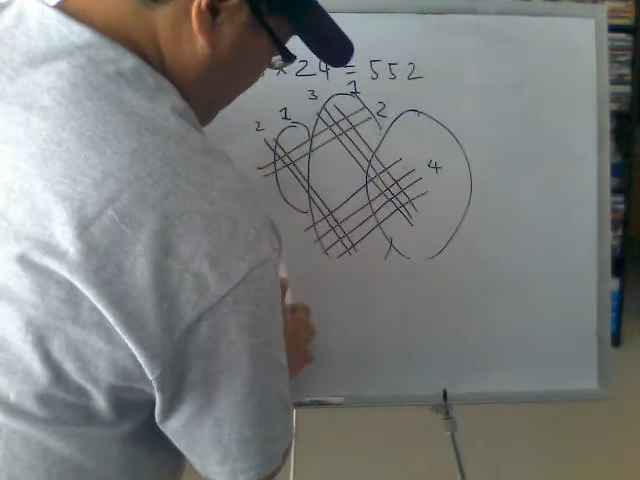 × 24 = 552
3 1
2 1 2
4